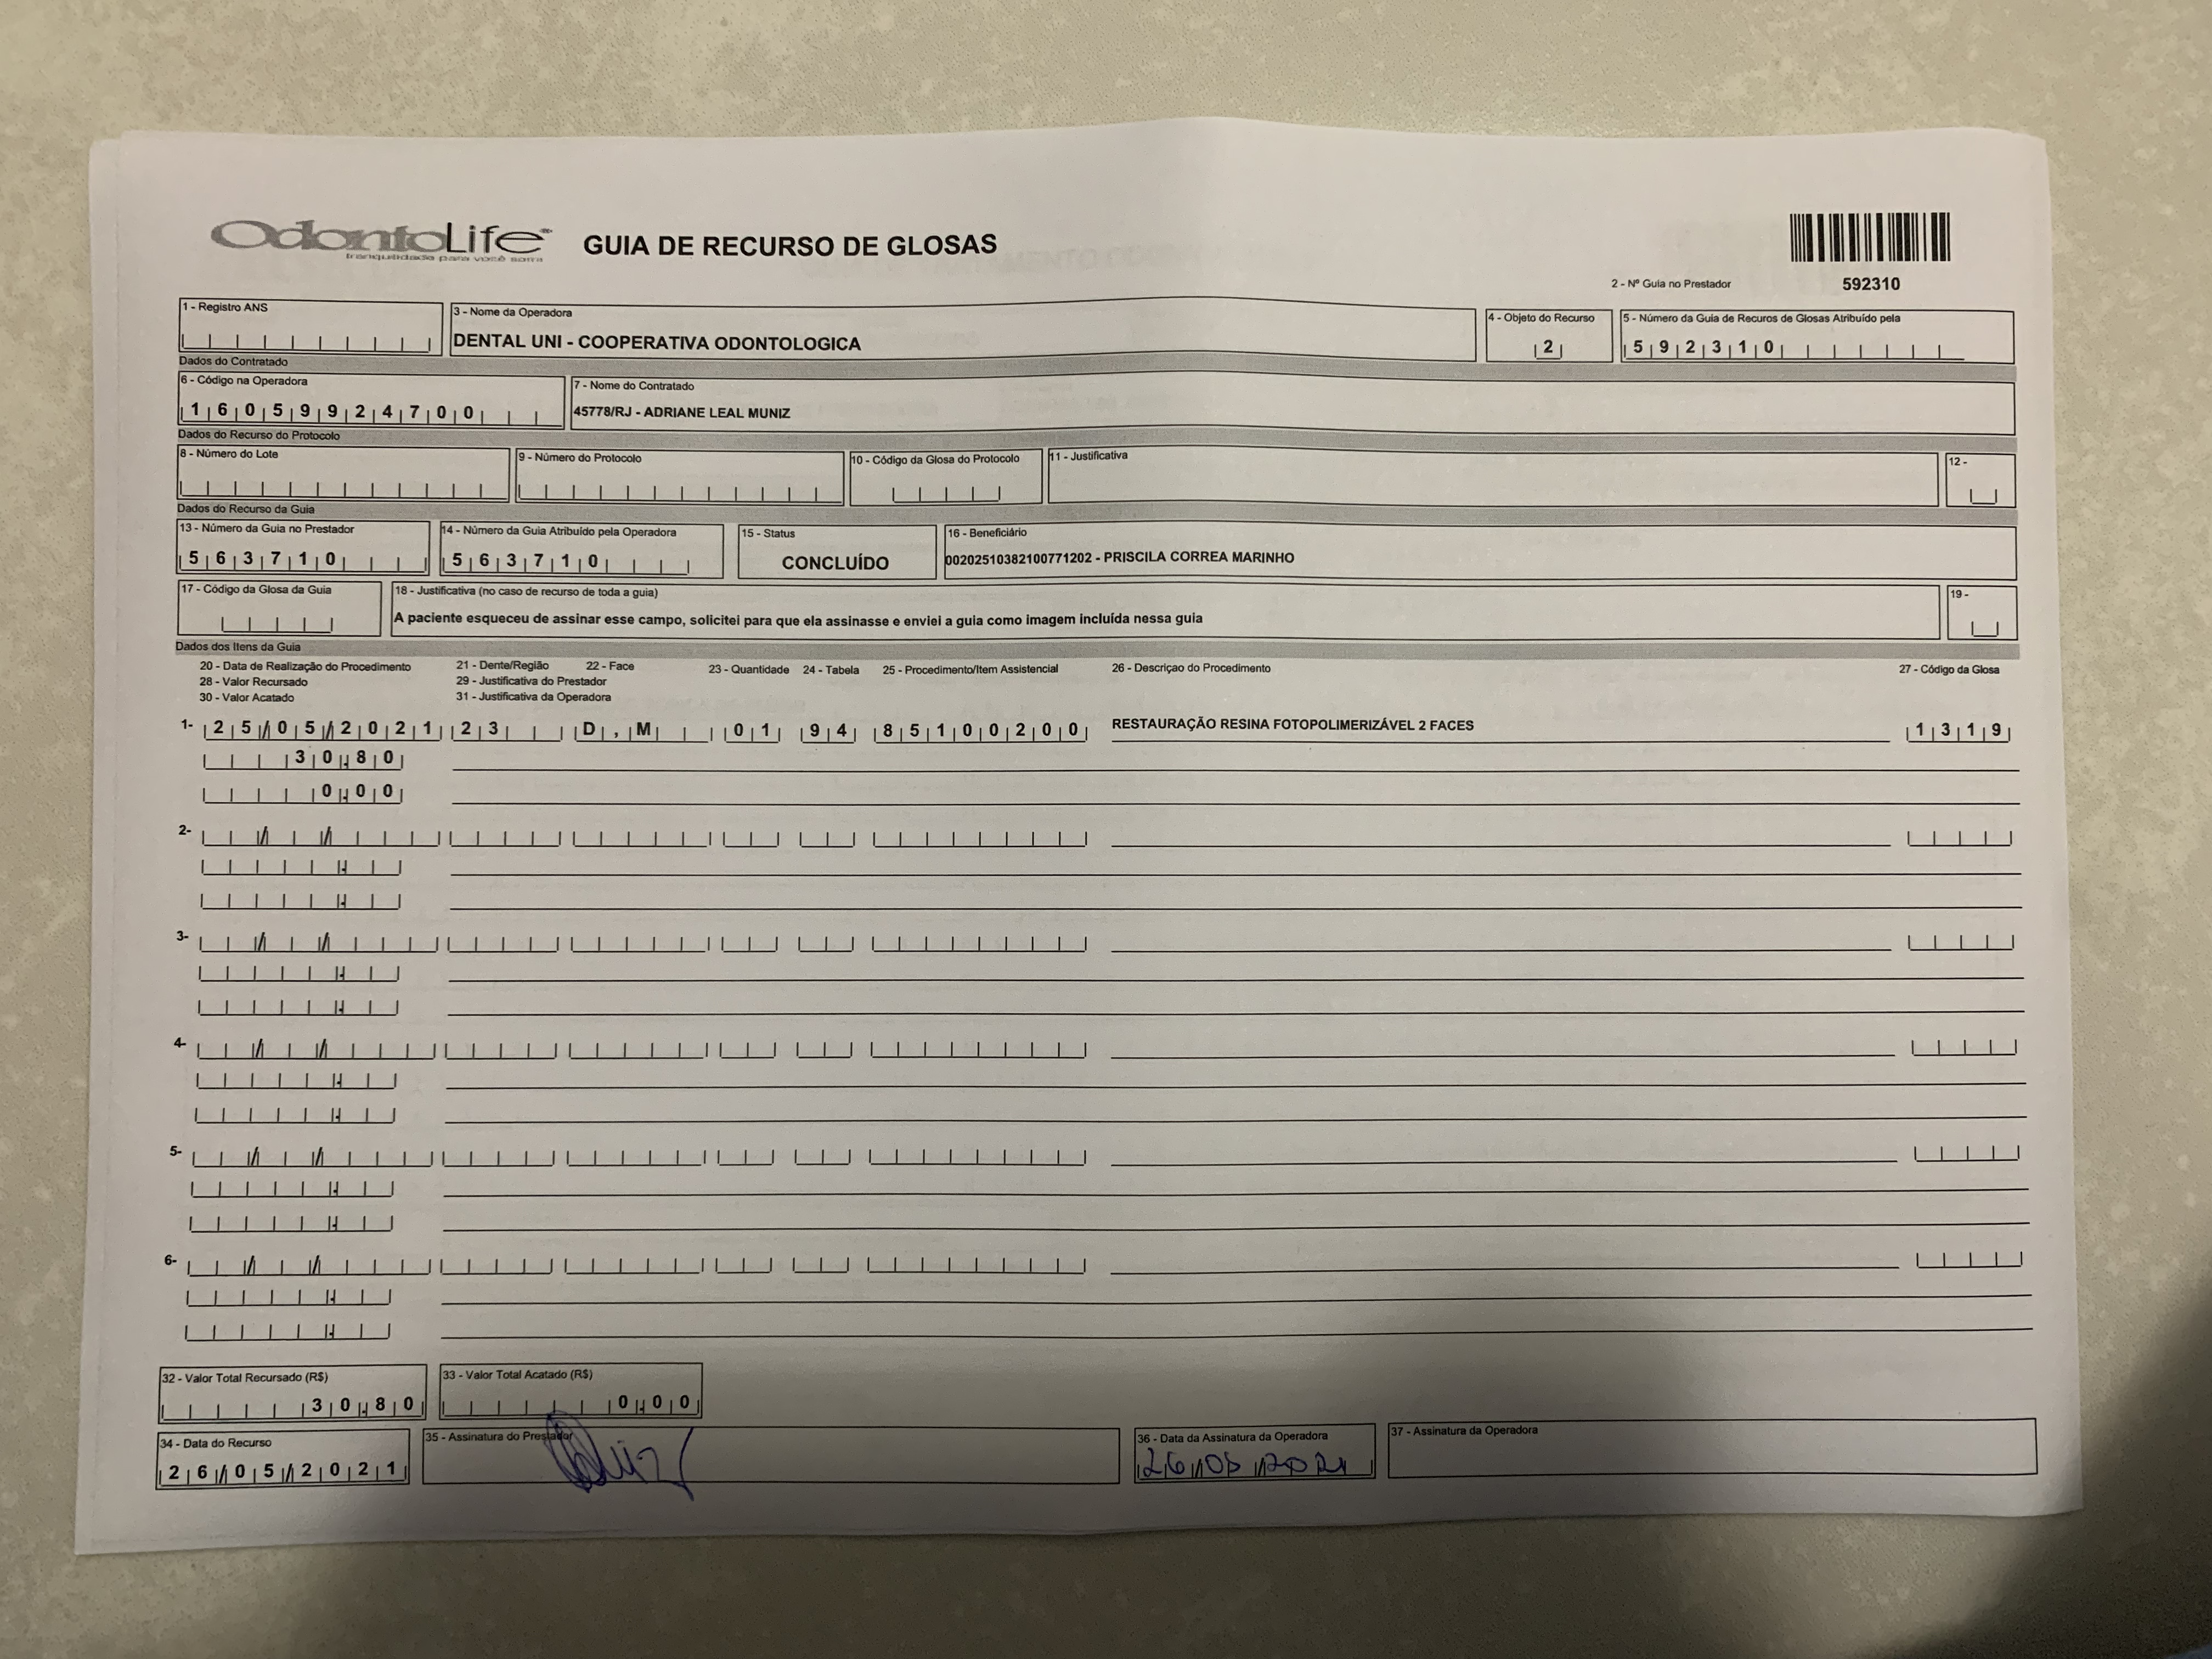 OdontoLife
tranquilidade para você sorrir
GUIA DE RECURSO DE GLOSAS
2 - Nº Guia no Prestador 592310
1 - Registro ANS
3 - Nome da Operadora
DENTAL UNI - COOPERATIVA ODONTOLOGICA
4 - Objeto do Recurso
2
5 - Número da Guia de Recuros de Glosas Atribuído pela
592310
Dados do Contratado
6 - Código na Operadora
16059924700
7 - Nome do Contratado
45778/RJ - ADRIANE LEAL MUNIZ
Dados do Recurso do Protocolo
8 - Número do Lote
9 - Número do Protocolo
10 - Código da Glosa do Protocolo
11 - Justificativa
12 -
Dados do Recurso da Guia
13 - Número da Guia no Prestador
563710
14 - Número da Guia Atribuído pela Operadora
563710
15 - Status
CONCLUÍDO
16 - Beneficiário
00202510382100771202 - PRISCILA CORREA MARINHO
17 - Código da Glosa da Guia
18 - Justificativa (no caso de recurso de toda a guia)
A paciente esqueceu de assinar esse campo, solicitei para que ela assinasse e enviei a guia como imagem incluída nessa guia
19 -
Dados dos Itens da Guia
20 - Data de Realização do Procedimento 21 - Dente/Região 22 - Face 23 - Quantidade 24 - Tabela 25 - Procedimento/Item Assistencial 26 - Descriçao do Procedimento 27 - Código da Glosa
28 - Valor Recursado 29 - Justificativa do Prestador
30 - Valor Acatado 31 - Justificativa da Operadora
1- 25/05/2021 23 D,M 01 94 85100200 RESTAURAÇÃO RESINA FOTOPOLIMERIZÁVEL 2 FACES 1319
30,80
0,00
2-
3-
4-
5-
6-
32 - Valor Total Recursado (R$)
30,80
33 - Valor Total Acatado (R$)
0,00
34 - Data do Recurso
26/05/2021
35 - Assinatura do Prestador
36 - Data da Assinatura da Operadora
26/05/2021
37 - Assinatura da Operadora